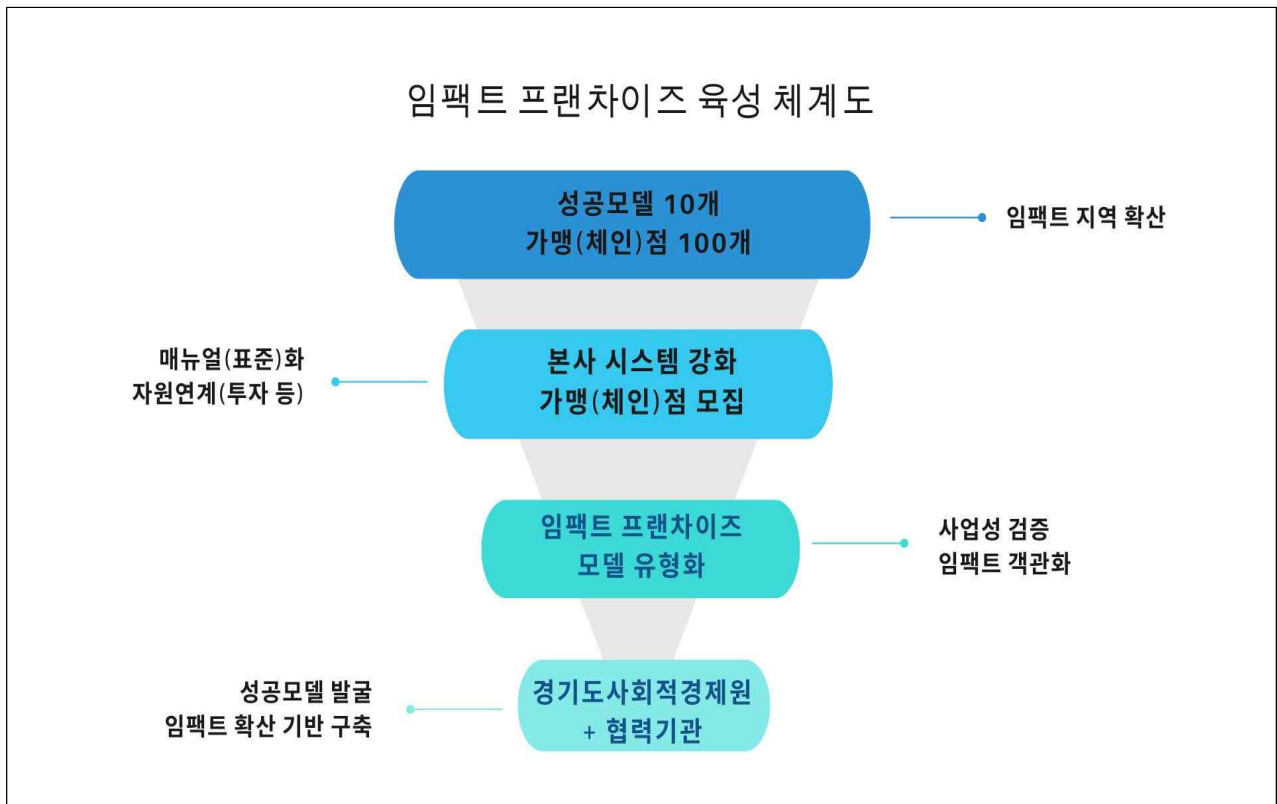 임팩트 프랜차이즈 육성 체계도
성공모델 10개
가맹(체인)점 100개
임팩트 지역 확산
매뉴얼(표준)화
자원연계(투자 등)
본사 시스템 강화
가맹(체인)점 모집
임팩트 프랜차이즈
모델 유형화
사업성 검증
임팩트 객관화
성공모델 발굴
임팩트 확산 기반 구축
경기도사회적경제원
+ 협력기관